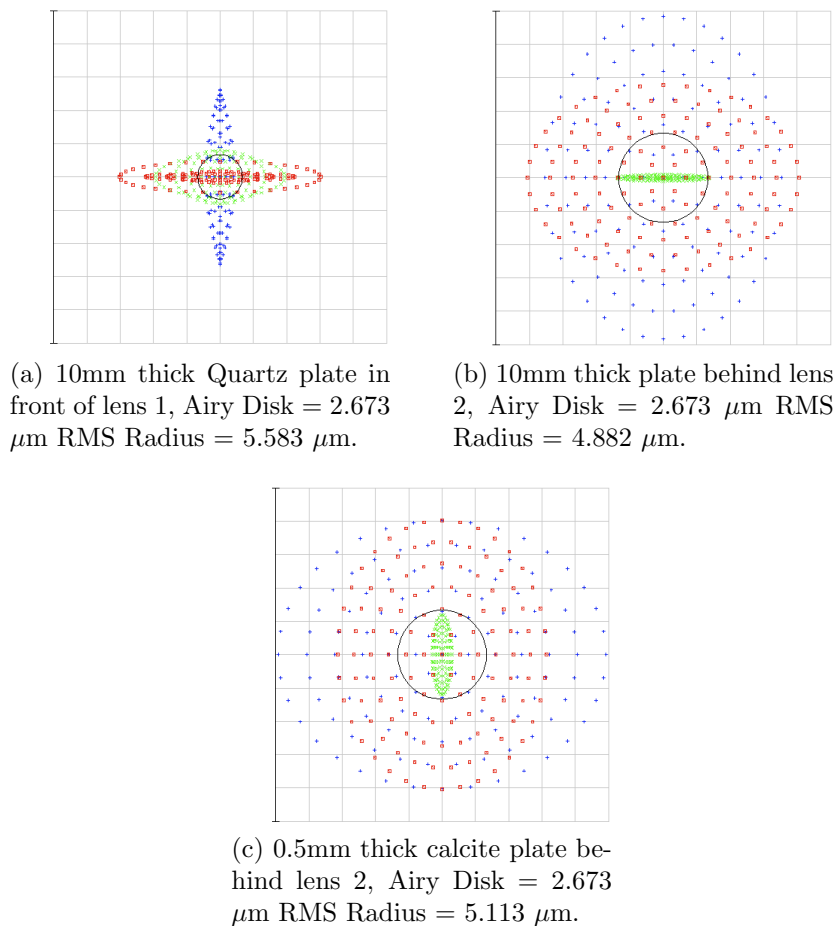 (a) 10mm thick Quartz plate in
front of lens 1, Airy Disk = 2.673
μm RMS Radius = 5.583 μm.
(b) 10mm thick plate behind lens
2, Airy Disk = 2.673 μm RMS
Radius = 4.882 μm.
(c) 0.5mm thick calcite plate be-
hind lens 2, Airy Disk = 2.673
μm RMS Radius = 5.113 μm.